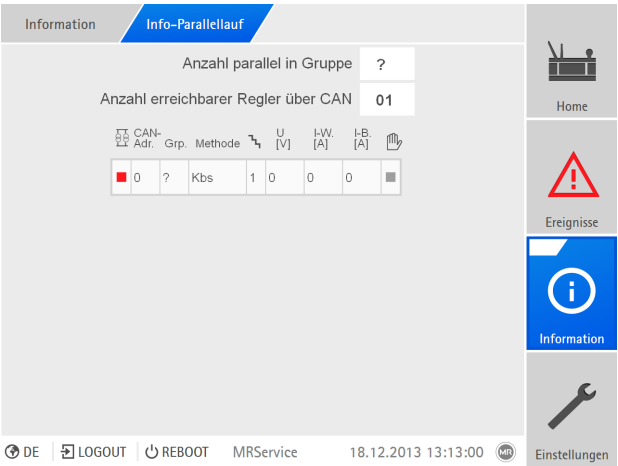 Information Info-Parallellauf
Anzahl parallel in Gruppe ?
Anzahl erreichbarer Regler über CAN 01
CAN-Adr. Grp. Methode U [V] I-W. [A] I-B. [A]
0 ? Kbs 1 0 0 0
Home
Ereignisse
Information
Einstellungen
DE LOGOUT REBOOT MRService 18.12.2013 13:13:00 MR